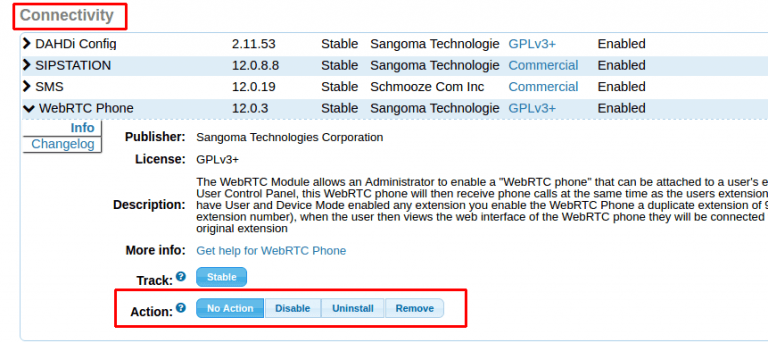 Connectivity
DAHDi Config 2.11.53 Stable Sangoma Technologie GPLv3+ Enabled
SIPSTATION 12.0.8.8 Stable Sangoma Technologie Commercial Enabled
SMS 12.0.19 Stable Schmooze Com Inc Commercial Enabled
WebRTC Phone 12.0.3 Stable Sangoma Technologie GPLv3+ Enabled
Info
Changelog
Publisher: Sangoma Technologies Corporation
License: GPLv3+
The WebRTC Module allows an Administrator to enable a "WebRTC phone" that can be attached to a user's e
User Control Panel, this WebRTC phone will then receive phone calls at the same time as the users extension
Description: have User and Device Mode enabled any extension you enable the WebRTC Phone a duplicate extension of 9
extension number), when the user then views the web interface of the WebRTC phone they will be connected
original extension
More info: Get help for WebRTC Phone
Track: ? Stable
Action: ? No Action Disable Uninstall Remove